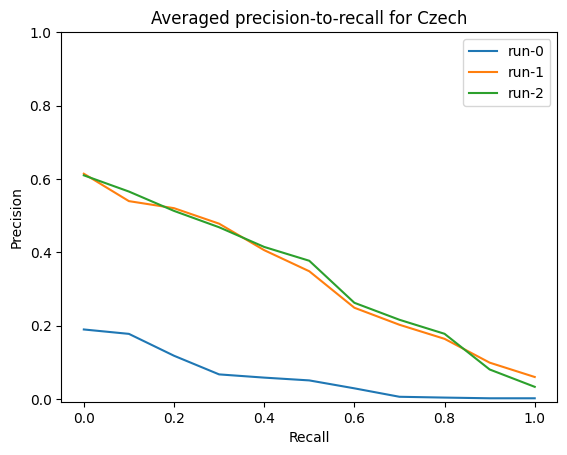 Averaged precision-to-recall for Czech
1.0
0.8
0.6
0.4
0.2
0.0
Precision
run-0
run-1
run-2
0.0 0.2 0.4 0.6 0.8 1.0
Recall